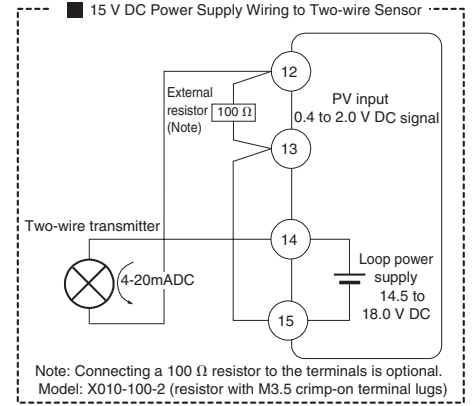 15 V DC Power Supply Wiring to Two-wire Sensor
12
External
resistor
(Note)
100 Ω
PV input
0.4 to 2.0 V DC signal
13
Two-wire transmitter
14
4-20mADC
Loop power
supply
14.5 to
18.0 V DC
15
Note: Connecting a 100 Ω resistor to the terminals is optional.
Model: X010-100-2 (resistor with M3.5 crimp-on terminal lugs)